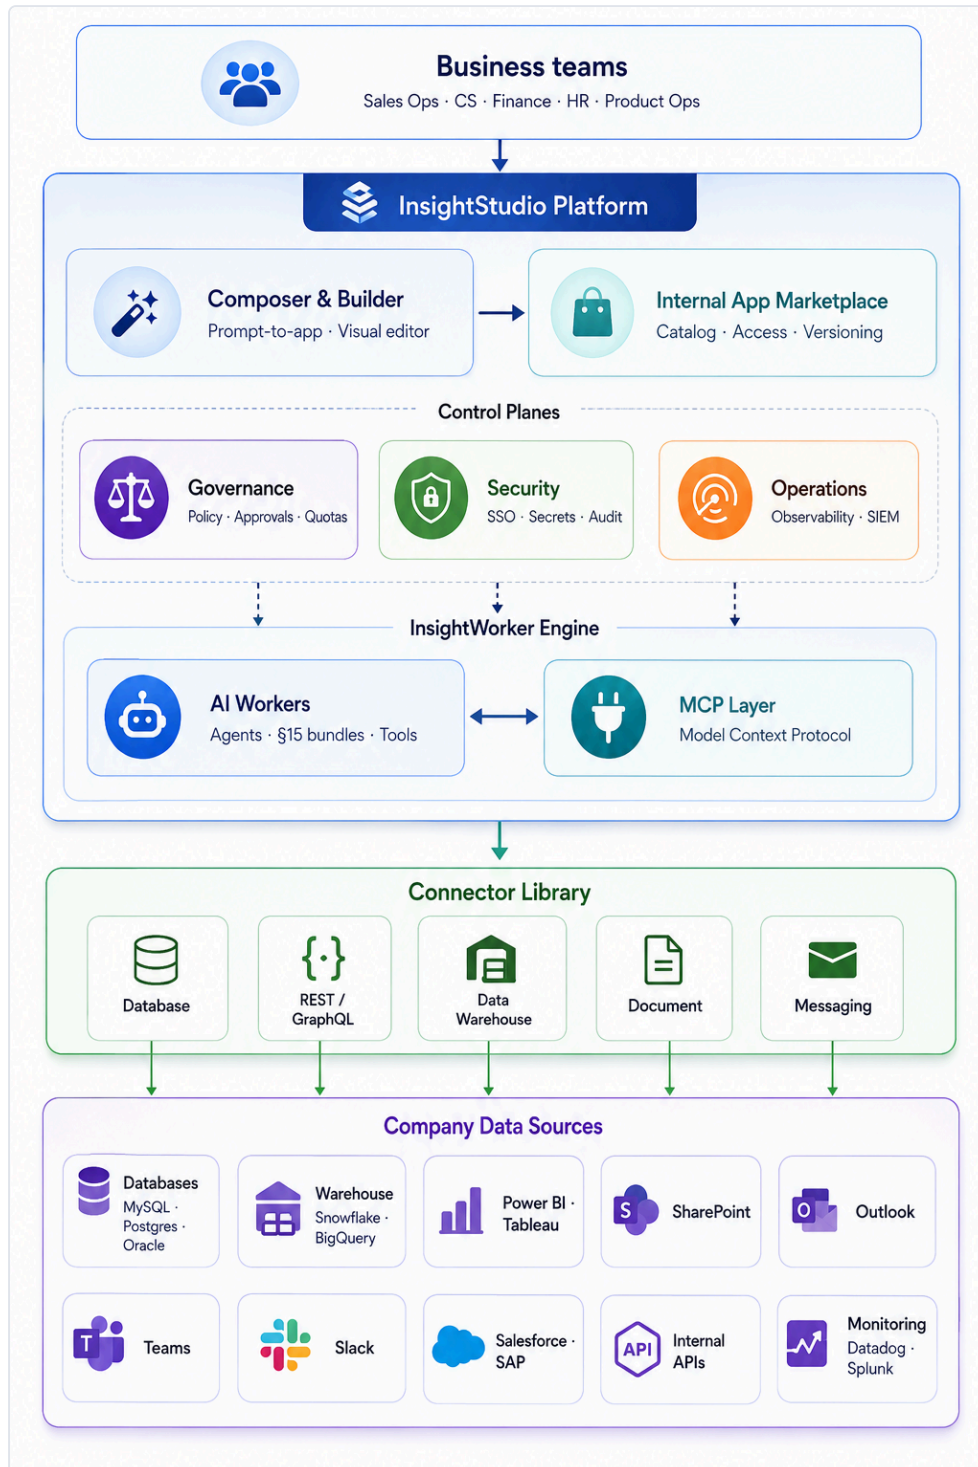 Business teams
Sales Ops · CS · Finance · HR · Product Ops
InsightStudio Platform
Composer & Builder
Prompt-to-app · Visual editor
Internal App Marketplace
Catalog · Access · Versioning
Control Planes
Governance
Policy · Approvals · Quotas
Security
SSO · Secrets · Audit
Operations
Observability · SIEM
InsightWorker Engine
AI Workers
Agents · §15 bundles · Tools
MCP Layer
Model Context Protocol
Connector Library
Database
REST /
GraphQL
Data
Warehouse
Document
Messaging
Company Data Sources
Databases
MySQL ·
Postgres ·
Oracle
Warehouse
Snowflake ·
BigQuery
Power BI ·
Tableau
S
SharePoint
O
Outlook
T
Teams
Slack
Salesforce ·
SAP
API
Internal
APIs
Monitoring
Datadog ·
Splunk